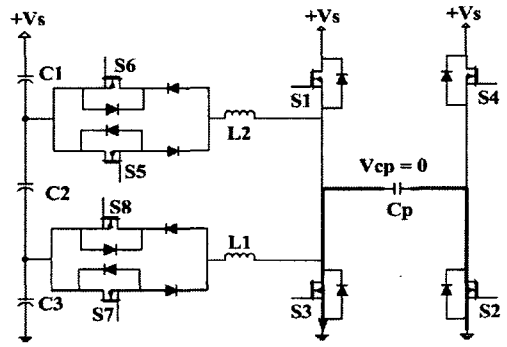 +Vs +Vs +Vs
C1 S6
S1 S4
L2
S5
Vcp = 0
C2 Cp
S8
L1
C3 S7 S3 S2